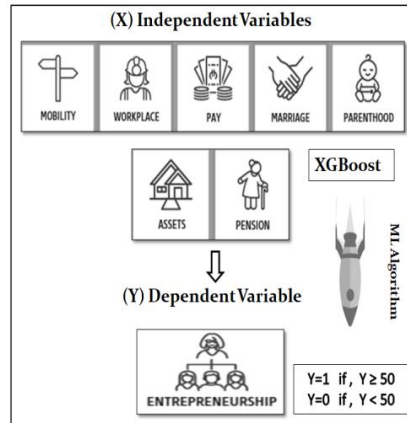 (X) Independent Variables
MOBILITY WORKPLACE PAY MARRIAGE PARENTHOOD
ASSETS PENSION
XGBoost
ML Algorithm
(Y) Dependent Variable
ENTREPRENEURSHIP
Y=1 if, Y ≥ 50
Y=0 if, Y < 50